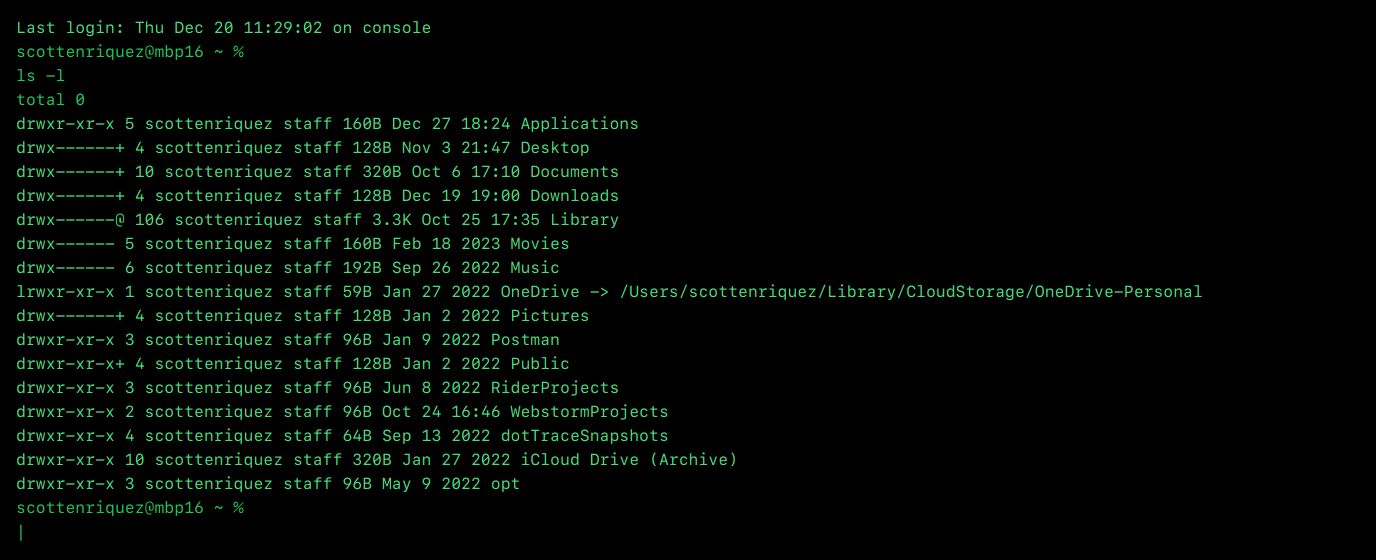 Last login: Thu Dec 20 11:29:02 on console
scottenriquez@mbp16 ~ %
ls -l
total 0
drwxr-xr-x 5 scottenriquez staff 160B Dec 27 18:24 Applications
drwx------+ 4 scottenriquez staff 128B Nov 3 21:47 Desktop
drwx------+ 10 scottenriquez staff 320B Oct 6 17:10 Documents
drwx------+ 4 scottenriquez staff 128B Dec 19 19:00 Downloads
drwx------@ 106 scottenriquez staff 3.3K Oct 25 17:35 Library
drwx------ 5 scottenriquez staff 160B Feb 18 2023 Movies
drwx------ 6 scottenriquez staff 192B Sep 26 2022 Music
lrwxr-xr-x 1 scottenriquez staff 59B Jan 27 2022 OneDrive -> /Users/scottenriquez/Library/CloudStorage/OneDrive-Personal
drwx------+ 4 scottenriquez staff 128B Jan 2 2022 Pictures
drwxr-xr-x 3 scottenriquez staff 96B Jan 9 2022 Postman
drwxr-xr-x+ 4 scottenriquez staff 128B Jan 2 2022 Public
drwxr-xr-x 3 scottenriquez staff 96B Jun 8 2022 RiderProjects
drwxr-xr-x 2 scottenriquez staff 96B Oct 24 16:46 WebstormProjects
drwxr-xr-x 4 scottenriquez staff 64B Sep 13 2022 dotTraceSnapshots
drwxr-xr-x 10 scottenriquez staff 320B Jan 27 2022 iCloud Drive (Archive)
drwxr-xr-x 3 scottenriquez staff 96B May 9 2022 opt
scottenriquez@mbp16 ~ %